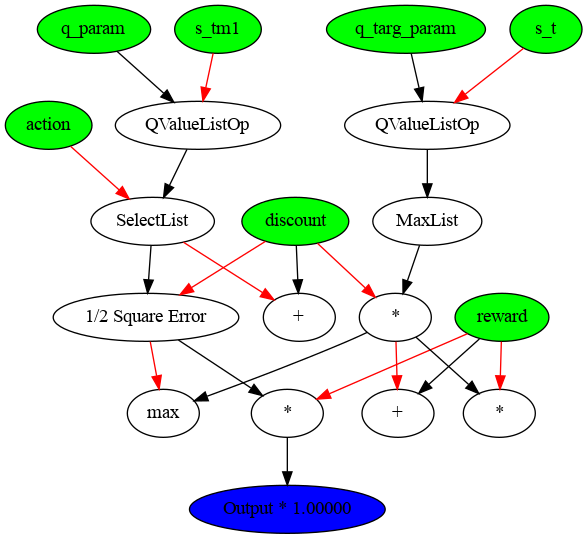 q_param
s_tm1
q_targ_param
s_t
action
QValueListOp
QValueListOp
SelectList
discount
MaxList
1/2 Square Error
+
*
reward
max
*
+
*
Output * 1.00000